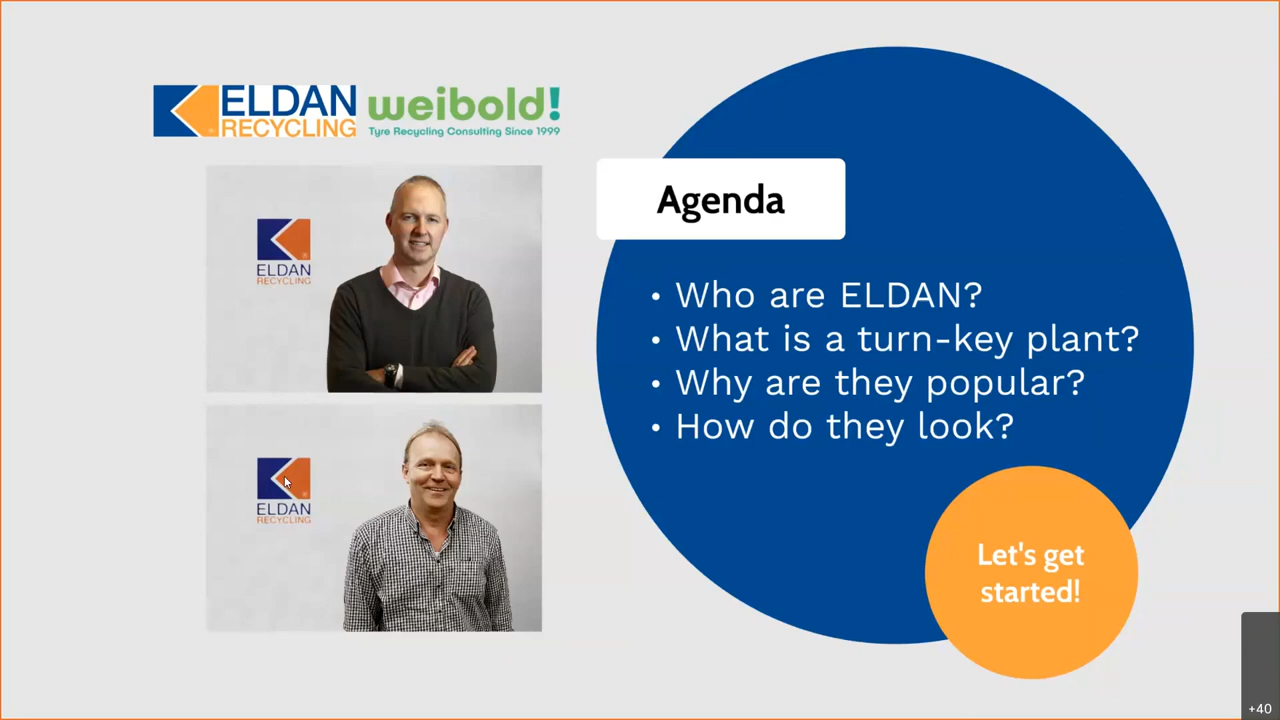 ELDAN
RECYCLING
weibold!
Tyre Recycling Consulting Since 1999
ELDAN
RECYCLING
ELDAN
RECYCLING
Agenda
• Who are ELDAN?
• What is a turn-key plant?
• Why are they popular?
• How do they look?
Let's get
started!
+40